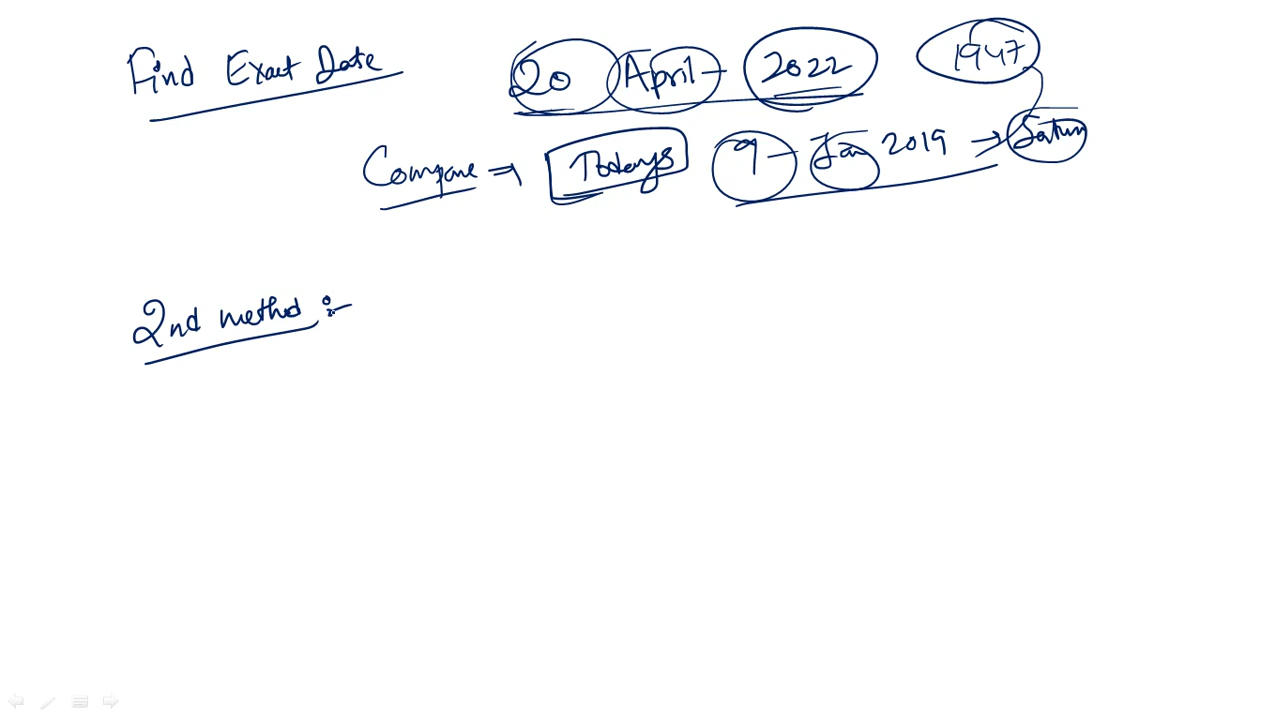 Find Exact Date 20 April - 2022 1947
Compare ⇒ Todays 9 - Jan 2019 → Saturn
2nd method :-